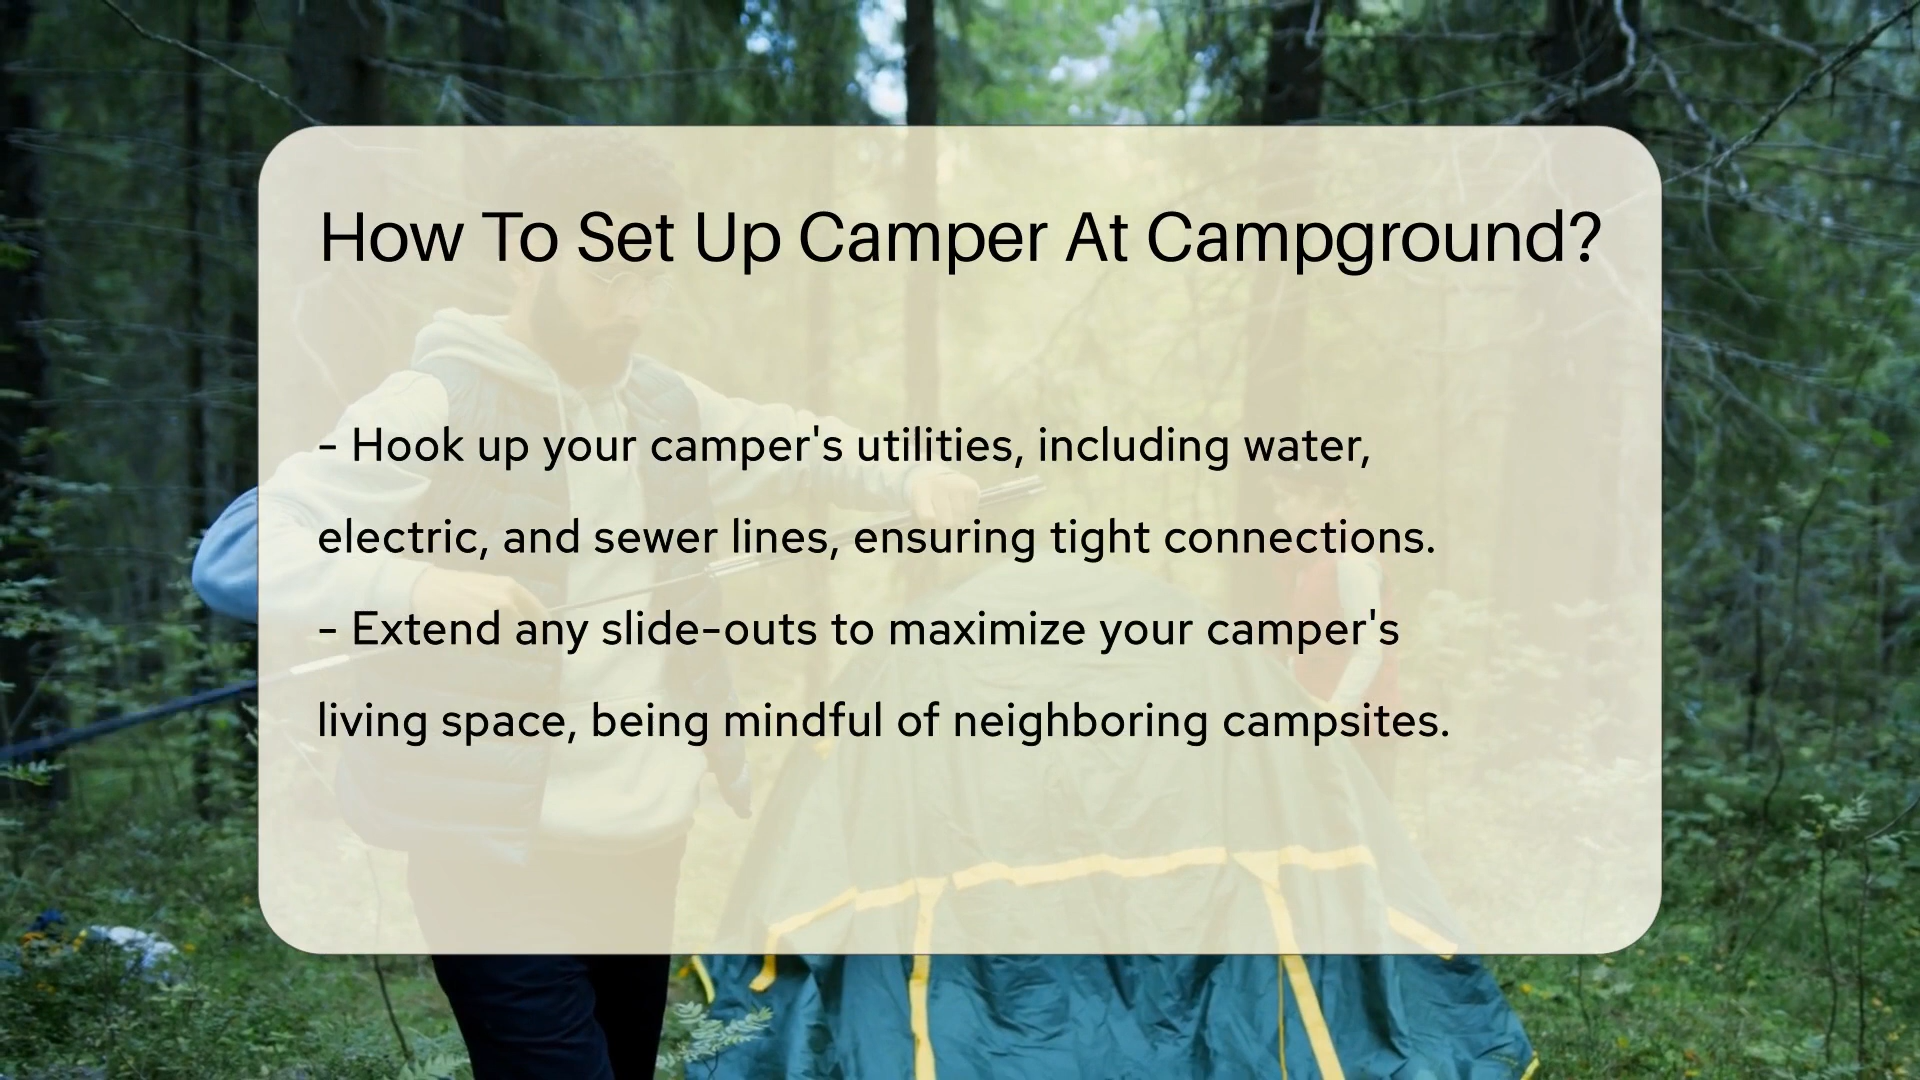 How To Set Up Camper At Campground?
- Hook up your camper's utilities, including water,
electric, and sewer lines, ensuring tight connections.
- Extend any slide-outs to maximize your camper's
living space, being mindful of neighboring campsites.